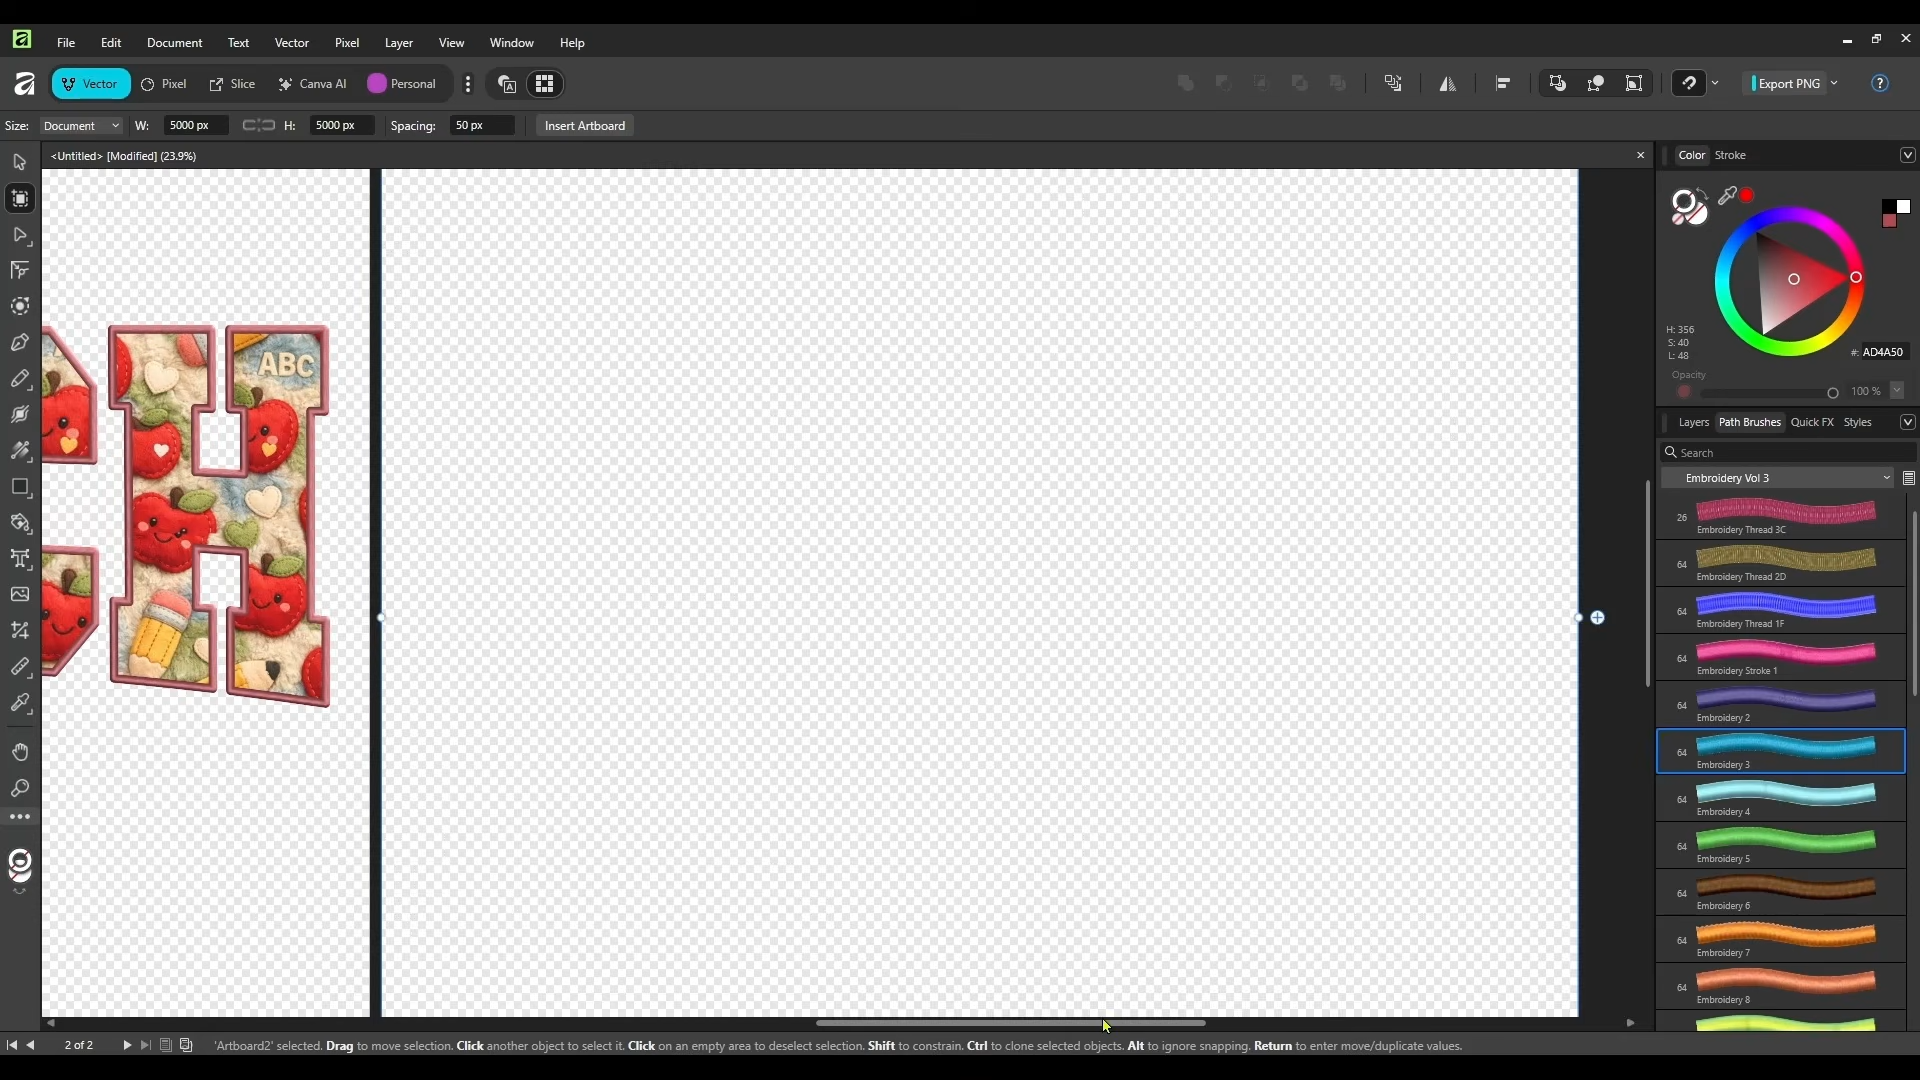 File Edit Document Text Vector Pixel Layer View Window Help
Vector Pixel Slice Canva AI Personal Export PNG
Size: Document W: 5000 px H: 5000 px Spacing: 50 px Insert Artboard
<Untitled> [Modified] (23.9%)
Color Stroke
H: 356
S: 40
L: 48
#: AD4A50
Opacity
100 %
Layers Path Brushes Quick FX Styles
Search
Embroidery Vol 3
26 Embroidery Thread 3C
64 Embroidery Thread 2D
64 Embroidery Thread 1F
64 Embroidery Stroke 1
64 Embroidery 2
64 Embroidery 3
64 Embroidery 4
64 Embroidery 5
64 Embroidery 6
64 Embroidery 7
64 Embroidery 8
ABC
2 of 2 'Artboard2' selected. Drag to move selection. Click another object to select it. Click on an empty area to deselect selection. Shift to constrain. Ctrl to clone selected objects. Alt to ignore snapping. Return to enter move/duplicate values.